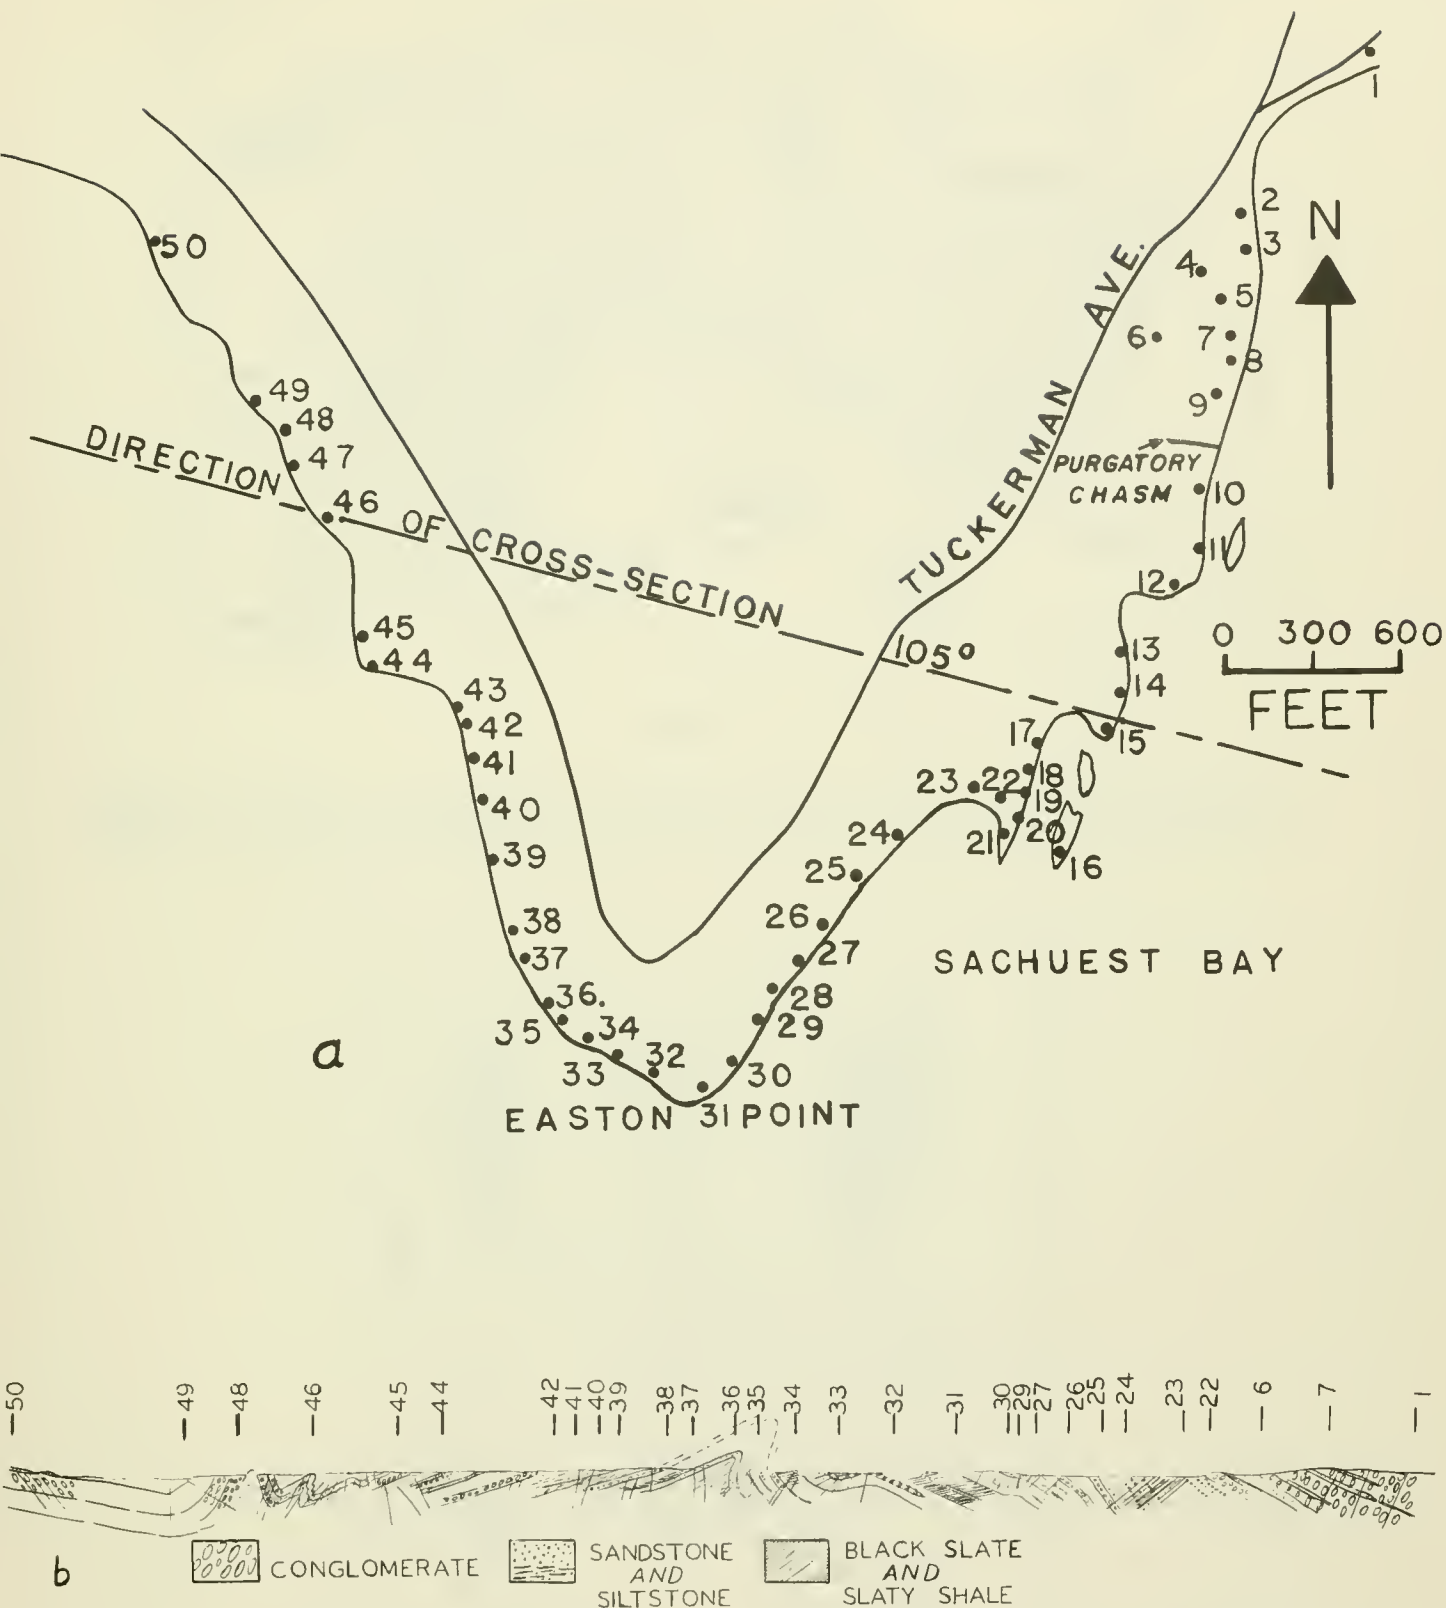 1
2
N
3
4
5
50
AVE.
6
7
8
49
9
48
DIRECTION
47
PURGATORY
CHASM
46
OF CROSS-SECTION
TUCKERMAN
10
11
12
45
105°
0 300 600
FEET
44
13
43
14
42
17
15
41
18
23
22
19
40
24
21
20
16
39
25
26
38
SACHUEST BAY
37
27
36.
28
35
34
29
a
33
32
30
EASTON 31 POINT
-50 -49 -48 -46 -45 -44 -42 -41 -40 -39 -38 -37 -36 -35 -34 -33 -32 -31 -30 -29 -27 -26 -25 -24 -23 -22 -6 -7 -1
b
CONGLOMERATE
SANDSTONE
AND
SILTSTONE
BLACK SLATE
AND
SLATY SHALE